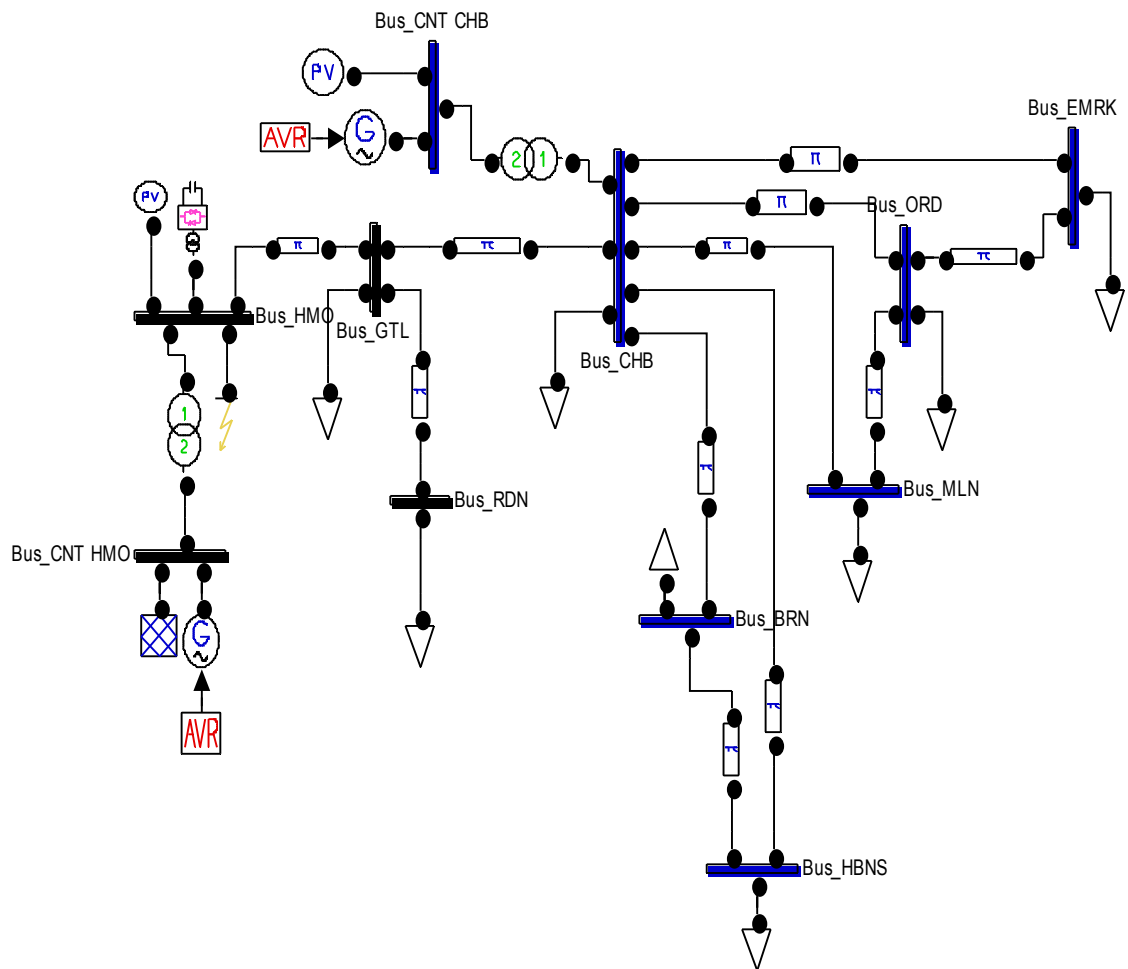 Bus_CNT CHB
PV
AVR
G
2 1
π
Bus_EMRK
π
Bus_ORD
PV
π
π
π
π
Bus_HMO
Bus_GTL
Bus_CHB
π
π
1
2
π
Bus_MLN
Bus_RDN
Bus_CNT HMO
G
Bus_BRN
AVR
π
π
Bus_HBNS